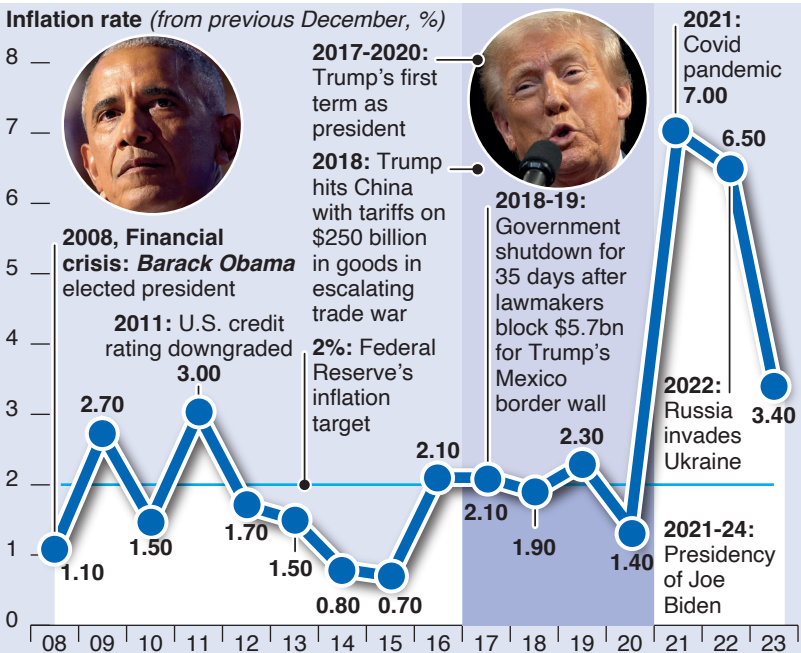 Inflation rate (from previous December, %)
8
7
6
5
4
3
2
1
0
2008, Financial
crisis: Barack Obama
elected president
2011: U.S. credit
rating downgraded
2017-2020:
Trump's first
term as
president
2018: Trump
hits China
with tariffs on
$250 billion
in goods in
escalating
trade war
2%: Federal
Reserve's
inflation
target
2018-19:
Government
shutdown for
35 days after
lawmakers
block $5.7bn
for Trump's
Mexico
border wall
2021:
Covid
pandemic
7.00
6.50
2022:
Russia
invades
Ukraine
3.40
2021-24:
Presidency
of Joe
Biden
1.10
2.70
1.50
3.00
1.70
1.50
0.80
0.70
2.10
2.10
1.90
2.30
1.40
08 09 10 11 12 13 14 15 16 17 18 19 20 21 22 23